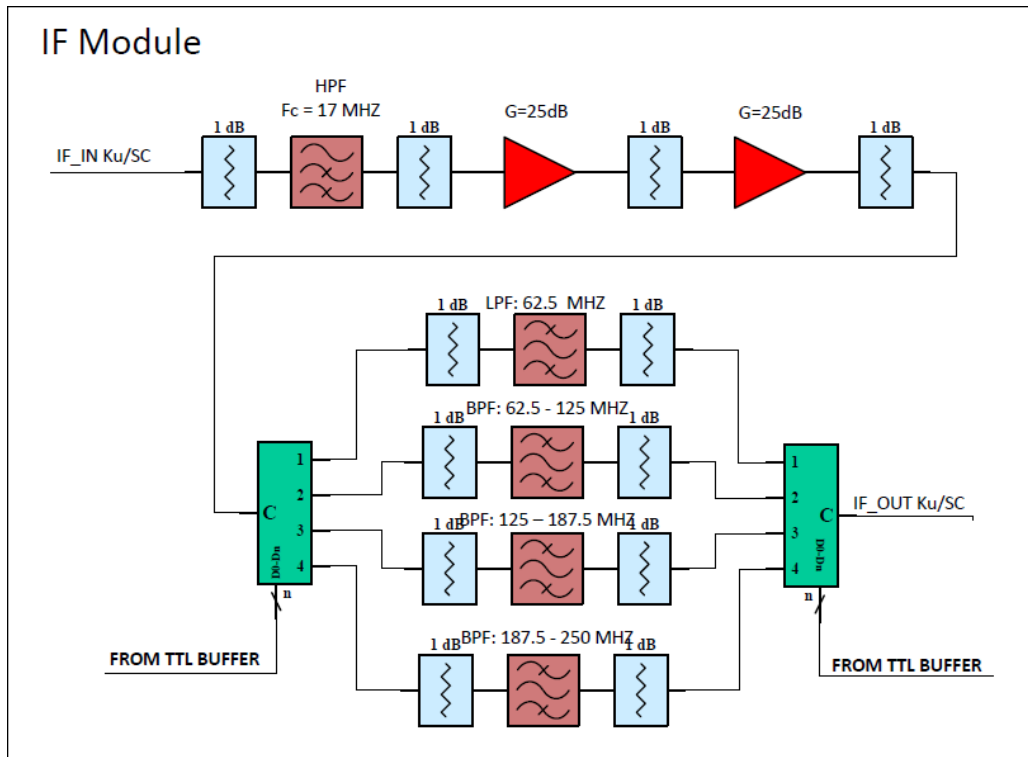 IF Module
HPF
Fc = 17 MHZ
G=25dB
G=25dB
1 dB
1 dB
1 dB
1 dB
IF_IN Ku/SC
LPF: 62.5 MHZ
1 dB
1 dB
BPF: 62.5 - 125 MHZ
1 dB
1 dB
BPF: 125 – 187.5 MHZ
1 dB
1 dB
BPF: 187.5 - 250 MHZ
1 dB
1 dB
1
2
3
4
C
D0-Dn
n
FROM TTL BUFFER
1
2
3
4
C
D0-Dn
n
IF_OUT Ku/SC
FROM TTL BUFFER